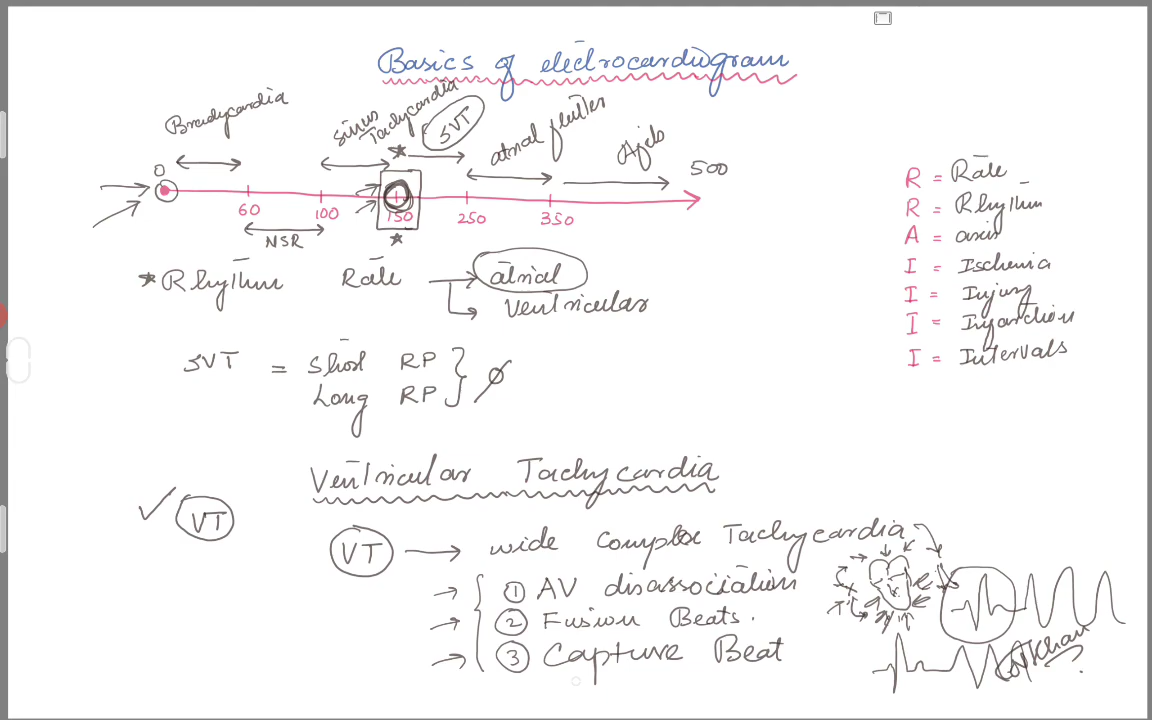 Basics of electrocardiogram
Bradycardia
sinus Tachycardia
SVT
atrial flutter
Afib
0
500
60
100
150
250
350
NSR
Rhythm Rate atrial
ventricular
R = Rate
R = Rhythm
A = axis
I = Ischemia
I = Injury
I = Infarction
I = Intervals
SVT = Short RP
Long RP
Ventricular Tachycardia
VT
VT wide complex Tachycardia
1 AV disassociation
2 Fusion Beats.
3 Capture Beat